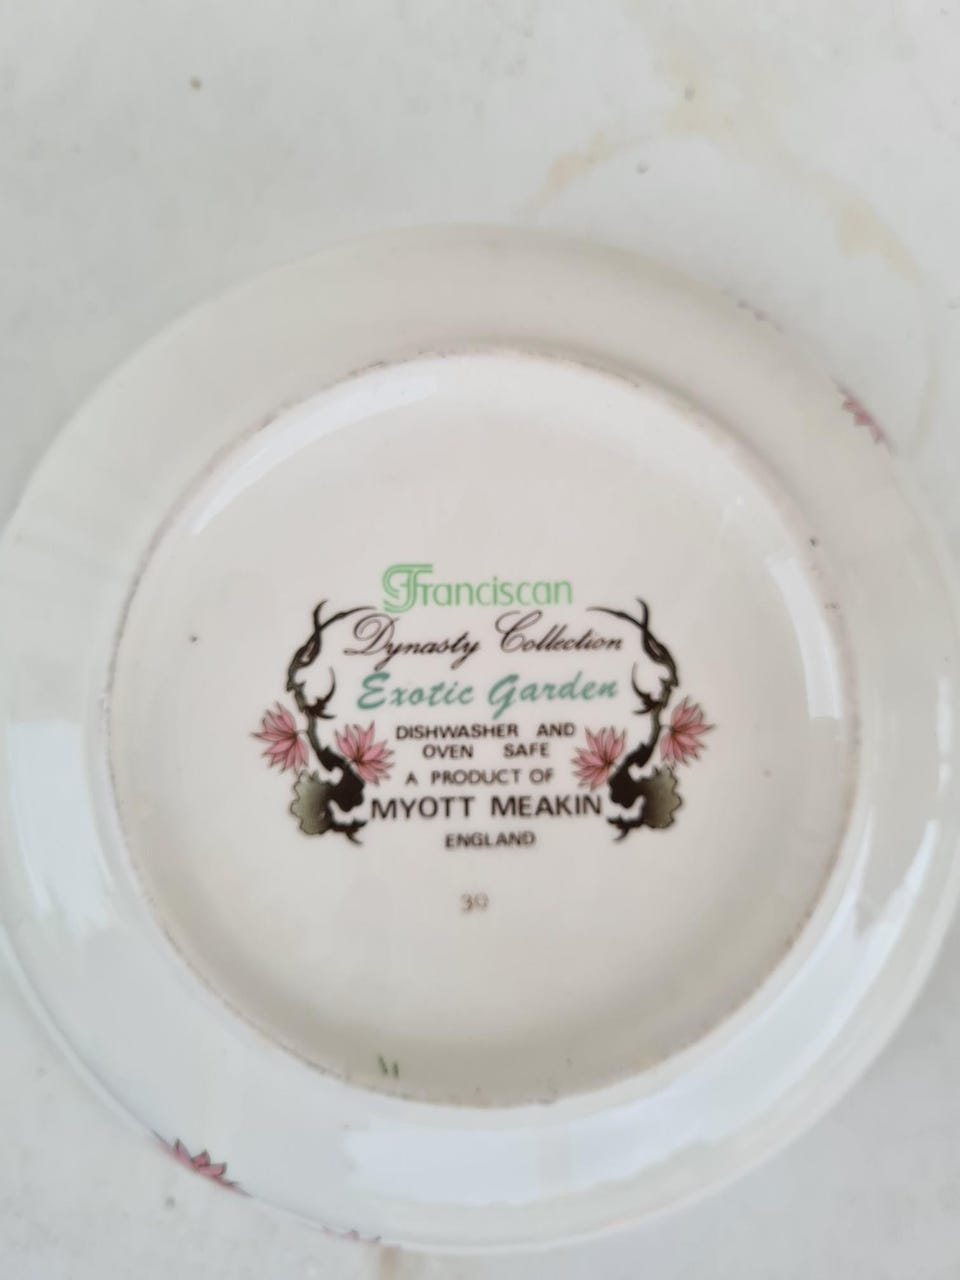 Franciscan
Dynasty Collection
Exotic Garden
DISHWASHER AND
OVEN SAFE
A PRODUCT OF
MYOTT MEAKIN
ENGLAND